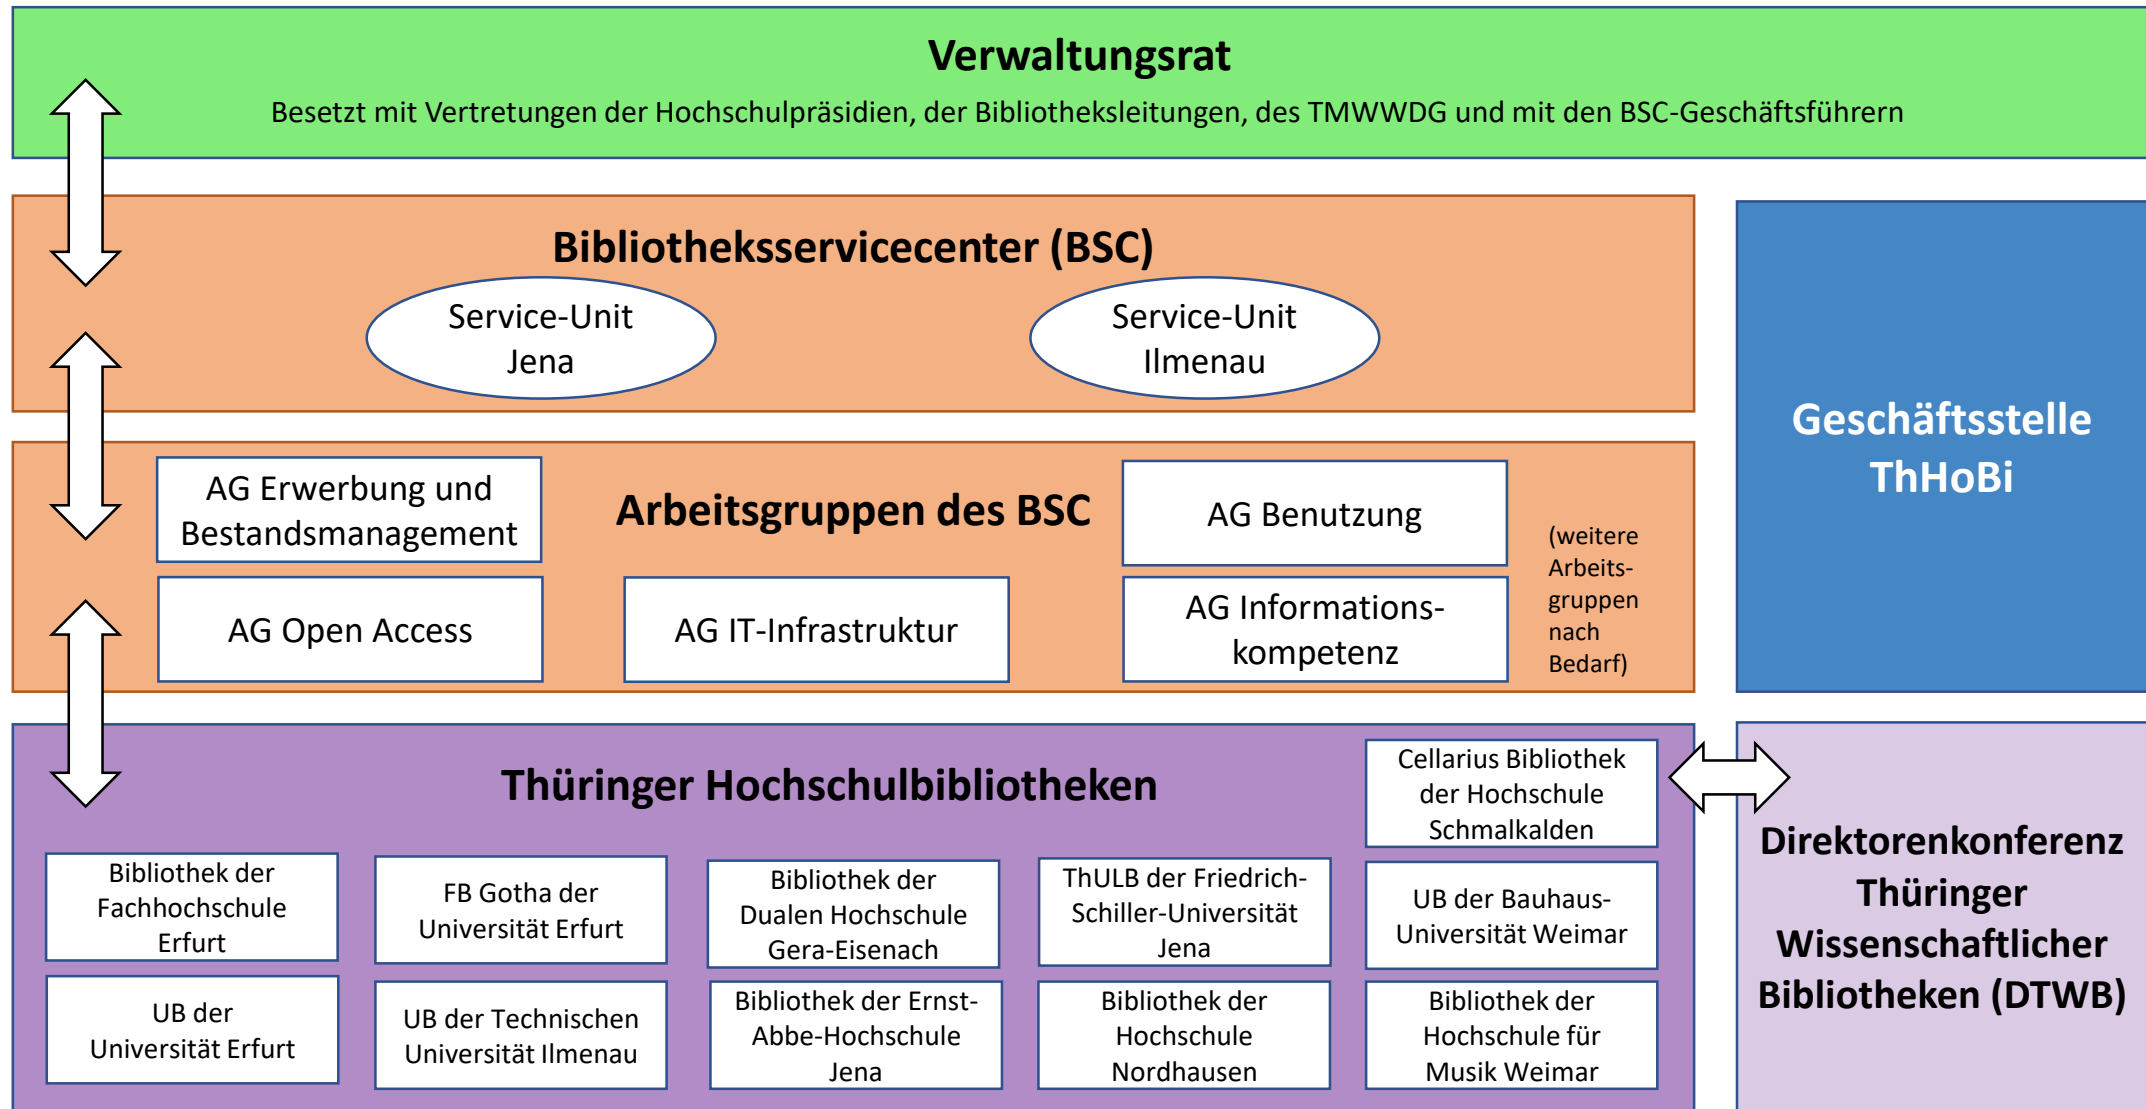 Verwaltungsrat
Besetzt mit Vertretungen der Hochschulpräsidien, der Bibliotheksleitungen, des TMWWDG und mit den BSC-Geschäftsführern
Bibliotheksservicecenter (BSC)
Service-Unit
Jena
Service-Unit
Ilmenau
Geschäftsstelle
ThHoBi
Arbeitsgruppen des BSC
AG Erwerbung und
Bestandsmanagement
AG Benutzung
AG Open Access
AG IT-Infrastruktur
AG Informations-
kompetenz
(weitere
Arbeits-
gruppen
nach
Bedarf)
Thüringer Hochschulbibliotheken
Cellarius Bibliothek
der Hochschule
Schmalkalden
Bibliothek der
Fachhochschule
Erfurt
FB Gotha der
Universität Erfurt
Bibliothek der
Dualen Hochschule
Gera-Eisenach
ThULB der Friedrich-
Schiller-Universität
Jena
UB der Bauhaus-
Universität Weimar
UB der
Universität Erfurt
UB der Technischen
Universität Ilmenau
Bibliothek der Ernst-
Abbe-Hochschule
Jena
Bibliothek der
Hochschule
Nordhausen
Bibliothek der
Hochschule für
Musik Weimar
Direktorenkonferenz
Thüringer
Wissenschaftlicher
Bibliotheken (DTWB)